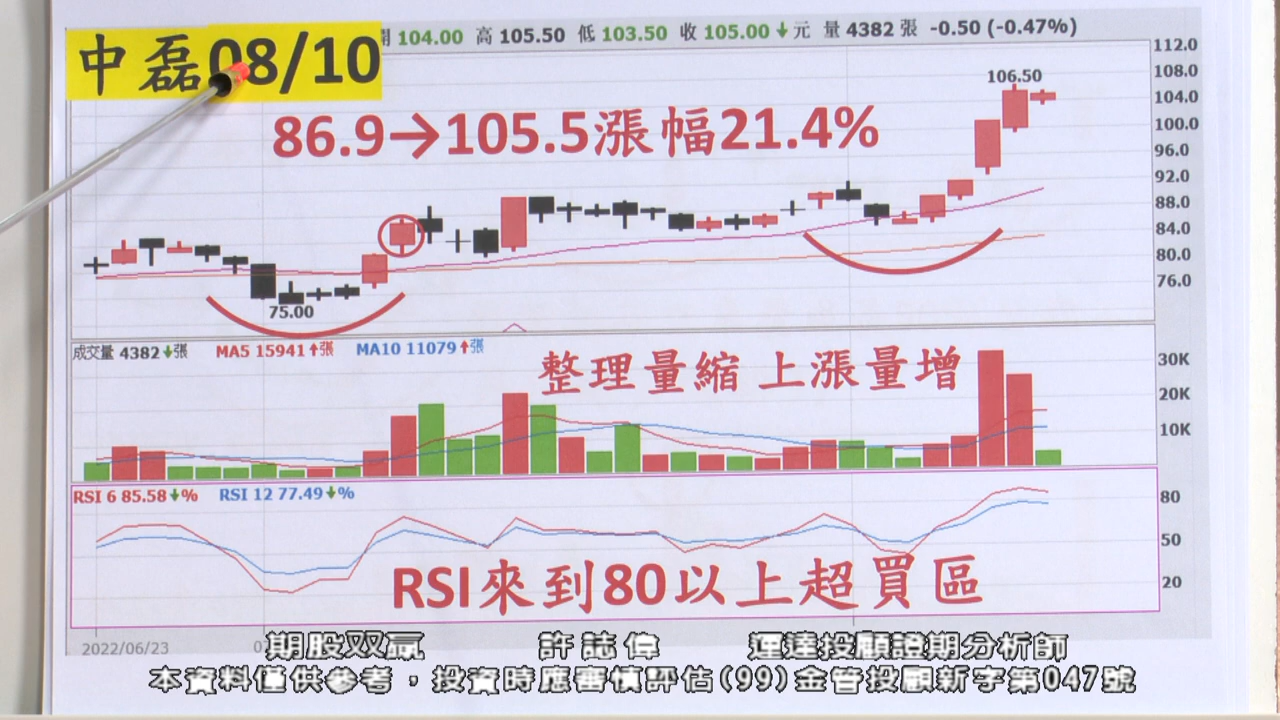 中磊08/10
開 104.00 高 105.50 低 103.50 收 105.00↓元 量 4382 張 -0.50 (-0.47%)
112.0
106.50
108.0
104.0
86.9→105.5漲幅21.4%
100.0
96.0
92.0
88.0
84.0
80.0
76.0
75.00
成交量 4382↓張 MA5 15941↑張 MA10 11079↑張
整理量縮 上漲量增
30K
20K
10K
RSI 6 85.58↓% RSI 12 77.49↓%
80
50
RSI來到80以上超買區
20
2022/06/23
期股双贏 許誌偉 運達投顧證期分析師
本資料僅供參考，投資時應審慎評估(99)金管投顧新字第047號